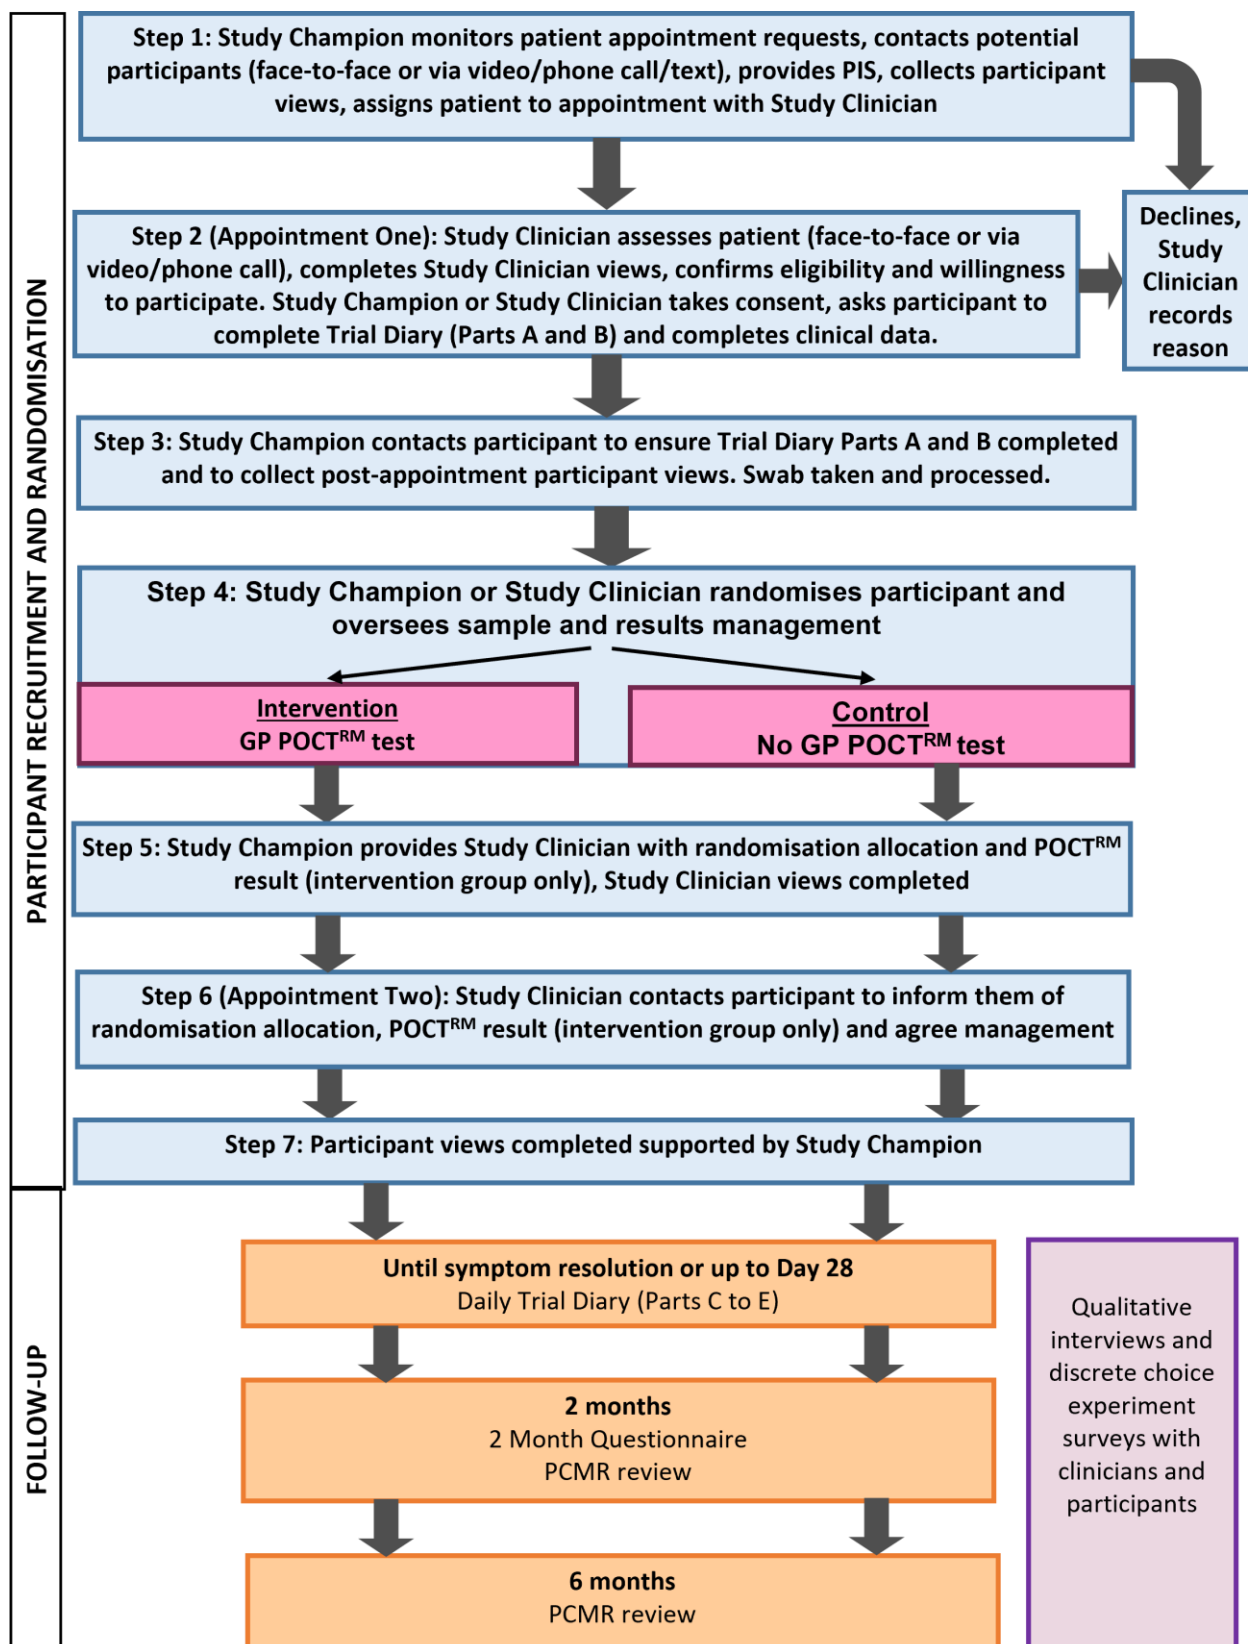 PARTICIPANT RECRUITMENT AND RANDOMISATION
Step 1: Study Champion monitors patient appointment requests, contacts potential
participants (face-to-face or via video/phone call/text), provides PIS, collects participant
views, assigns patient to appointment with Study Clinician
Declines,
Study
Clinician
records
reason
Step 2 (Appointment One): Study Clinician assesses patient (face-to-face or via
video/phone call), completes Study Clinician views, confirms eligibility and willingness
to participate. Study Champion or Study Clinician takes consent, asks participant to
complete Trial Diary (Parts A and B) and completes clinical data.
Step 3: Study Champion contacts participant to ensure Trial Diary Parts A and B completed
and to collect post-appointment participant views. Swab taken and processed.
Step 4: Study Champion or Study Clinician randomises participant and
oversees sample and results management
Intervention
GP POCTRM test
Control
No GP POCTRM test
Step 5: Study Champion provides Study Clinician with randomisation allocation and POCTRM
result (intervention group only), Study Clinician views completed
Step 6 (Appointment Two): Study Clinician contacts participant to inform them of
randomisation allocation, POCTRM result (intervention group only) and agree management
Step 7: Participant views completed supported by Study Champion
FOLLOW-UP
Until symptom resolution or up to Day 28
Daily Trial Diary (Parts C to E)
2 months
2 Month Questionnaire
PCMR review
6 months
PCMR review
Qualitative
interviews and
discrete choice
experiment
surveys with
clinicians and
participants